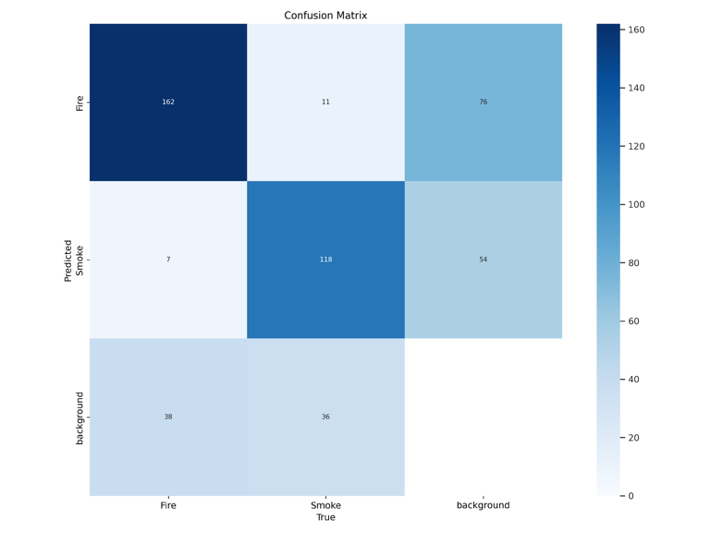 Confusion Matrix
Fire
162
11
76
Predicted
Smoke
7
118
54
background
38
36
Fire
Smoke
background
True
160
140
120
100
80
60
40
20
0